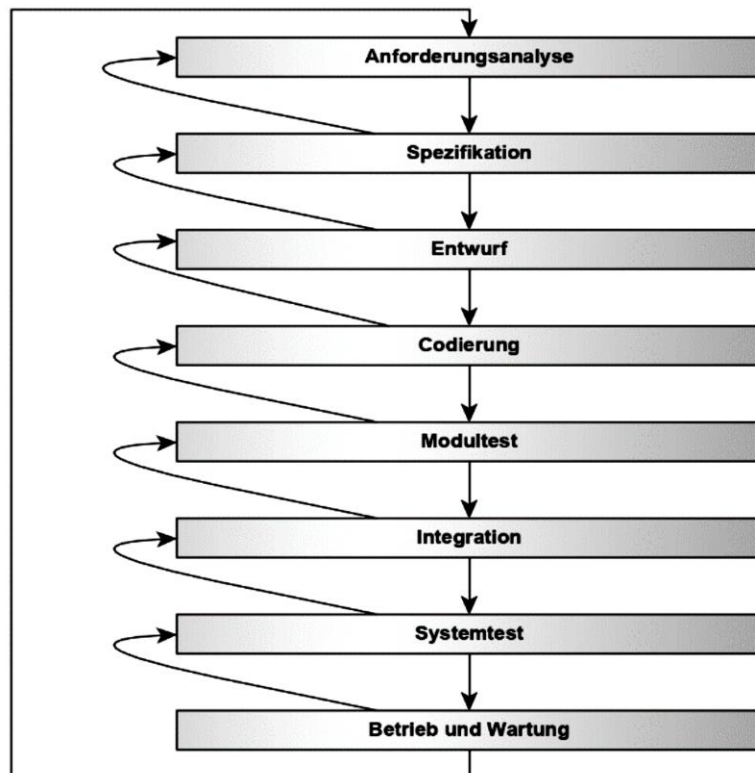 Anforderungsanalyse
Spezifikation
Entwurf
Codierung
Modultest
Integration
Systemtest
Betrieb und Wartung